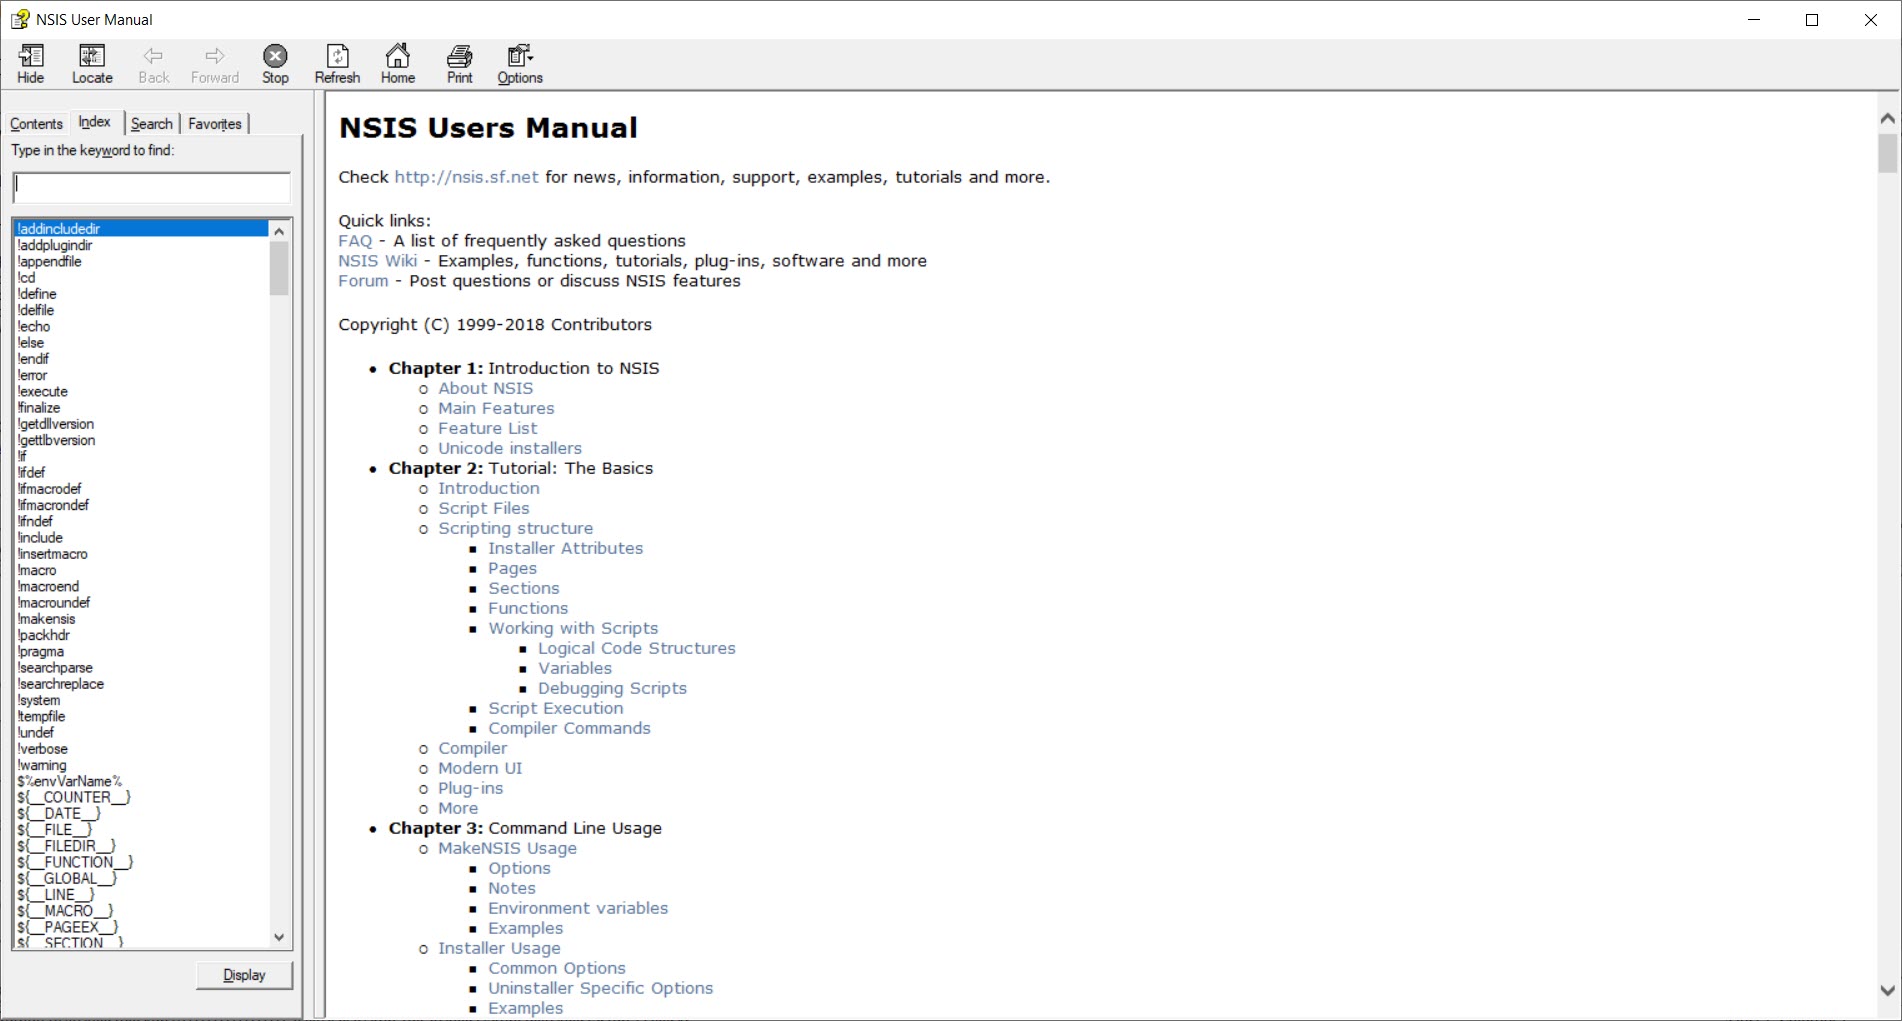 NSIS User Manual
Hide Locate Back Forward Stop Refresh Home Print Options
Contents Index Search Favorites
Type in the keyword to find:
!addincludedir
!addplugindir
!appendfile
!cd
!define
!delfile
!echo
!else
!endif
!error
!execute
!finalize
!getdllversion
!gettlbversion
!if
!ifdef
!ifmacrodef
!ifmacrondef
!ifndef
!include
!insertmacro
!macro
!macroend
!macroundef
!makensis
!packhdr
!pragma
!searchparse
!searchreplace
!system
!tempfile
!undef
!verbose
!warning
$%envVarName%
${__COUNTER__}
${__DATE__}
${__FILE__}
${__FILEDIR__}
${__FUNCTION__}
${__GLOBAL__}
${__LINE__}
${__MACRO__}
${__PAGEEX__}
${__SECTION__}
Display
NSIS Users Manual
Check http://nsis.sf.net for news, information, support, examples, tutorials and more.
Quick links:
FAQ - A list of frequently asked questions
NSIS Wiki - Examples, functions, tutorials, plug-ins, software and more
Forum - Post questions or discuss NSIS features
Copyright (C) 1999-2018 Contributors
Chapter 1: Introduction to NSIS
About NSIS
Main Features
Feature List
Unicode installers
Chapter 2: Tutorial: The Basics
Introduction
Script Files
Scripting structure
Installer Attributes
Pages
Sections
Functions
Working with Scripts
Logical Code Structures
Variables
Debugging Scripts
Script Execution
Compiler Commands
Compiler
Modern UI
Plug-ins
More
Chapter 3: Command Line Usage
MakeNSIS Usage
Options
Notes
Environment variables
Examples
Installer Usage
Common Options
Uninstaller Specific Options
Examples